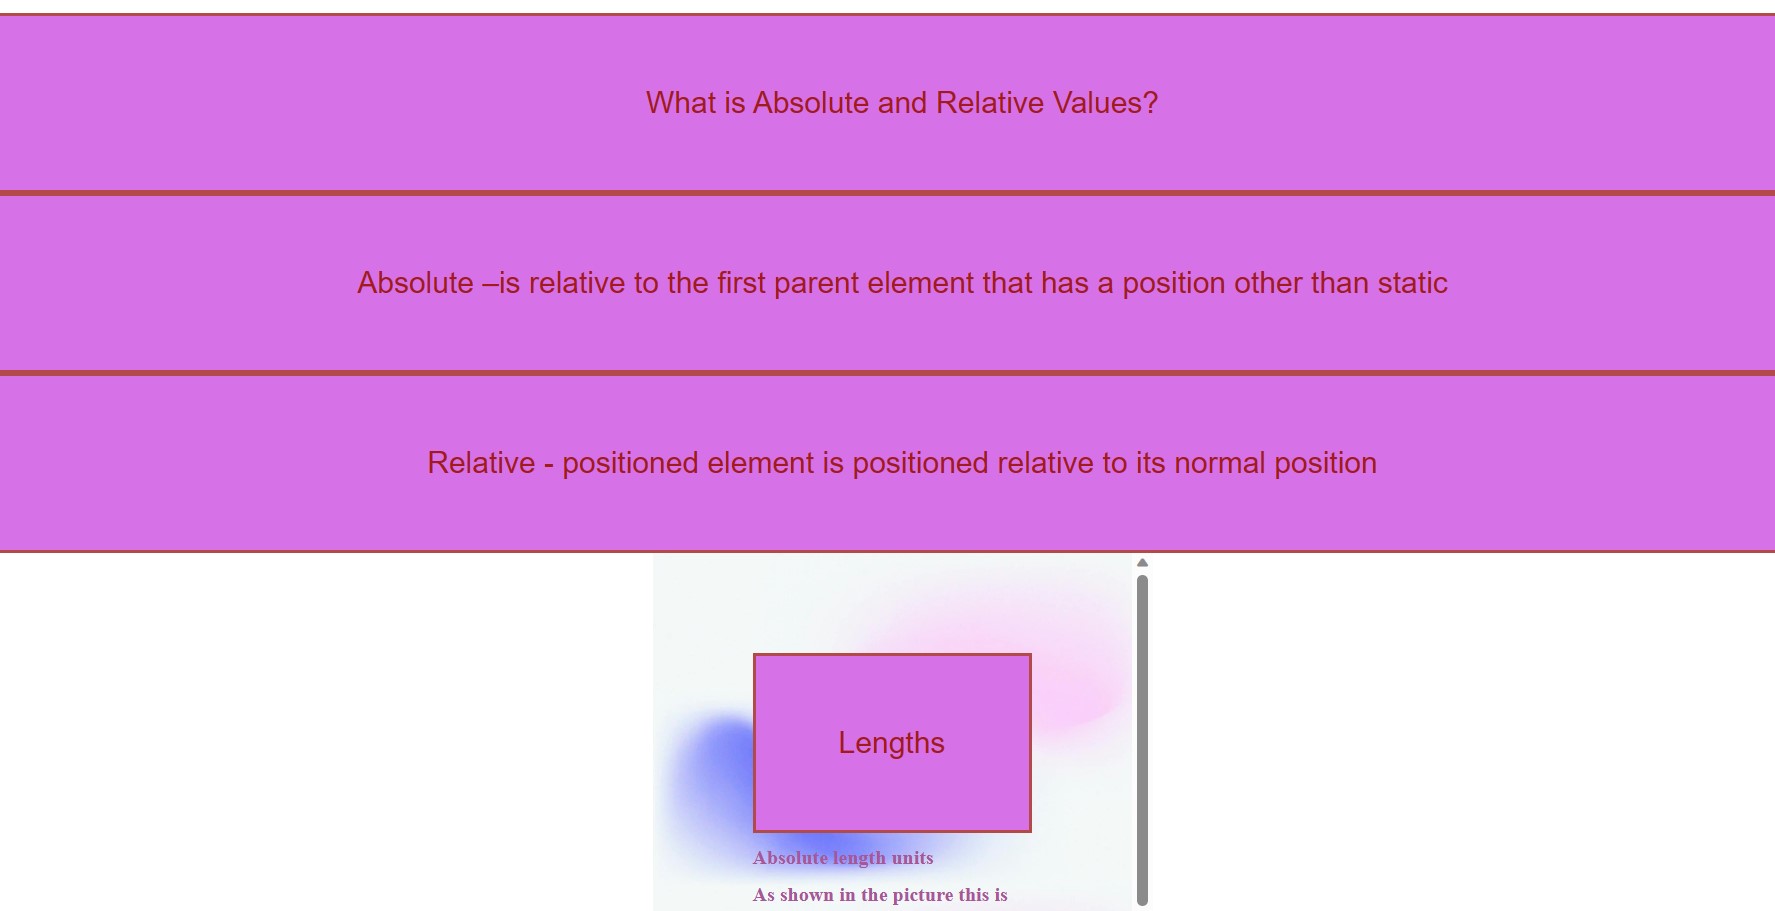 What is Absolute and Relative Values?
Absolute –is relative to the first parent element that has a position other than static
Relative - positioned element is positioned relative to its normal position
Lengths
Absolute length units
As shown in the picture this is